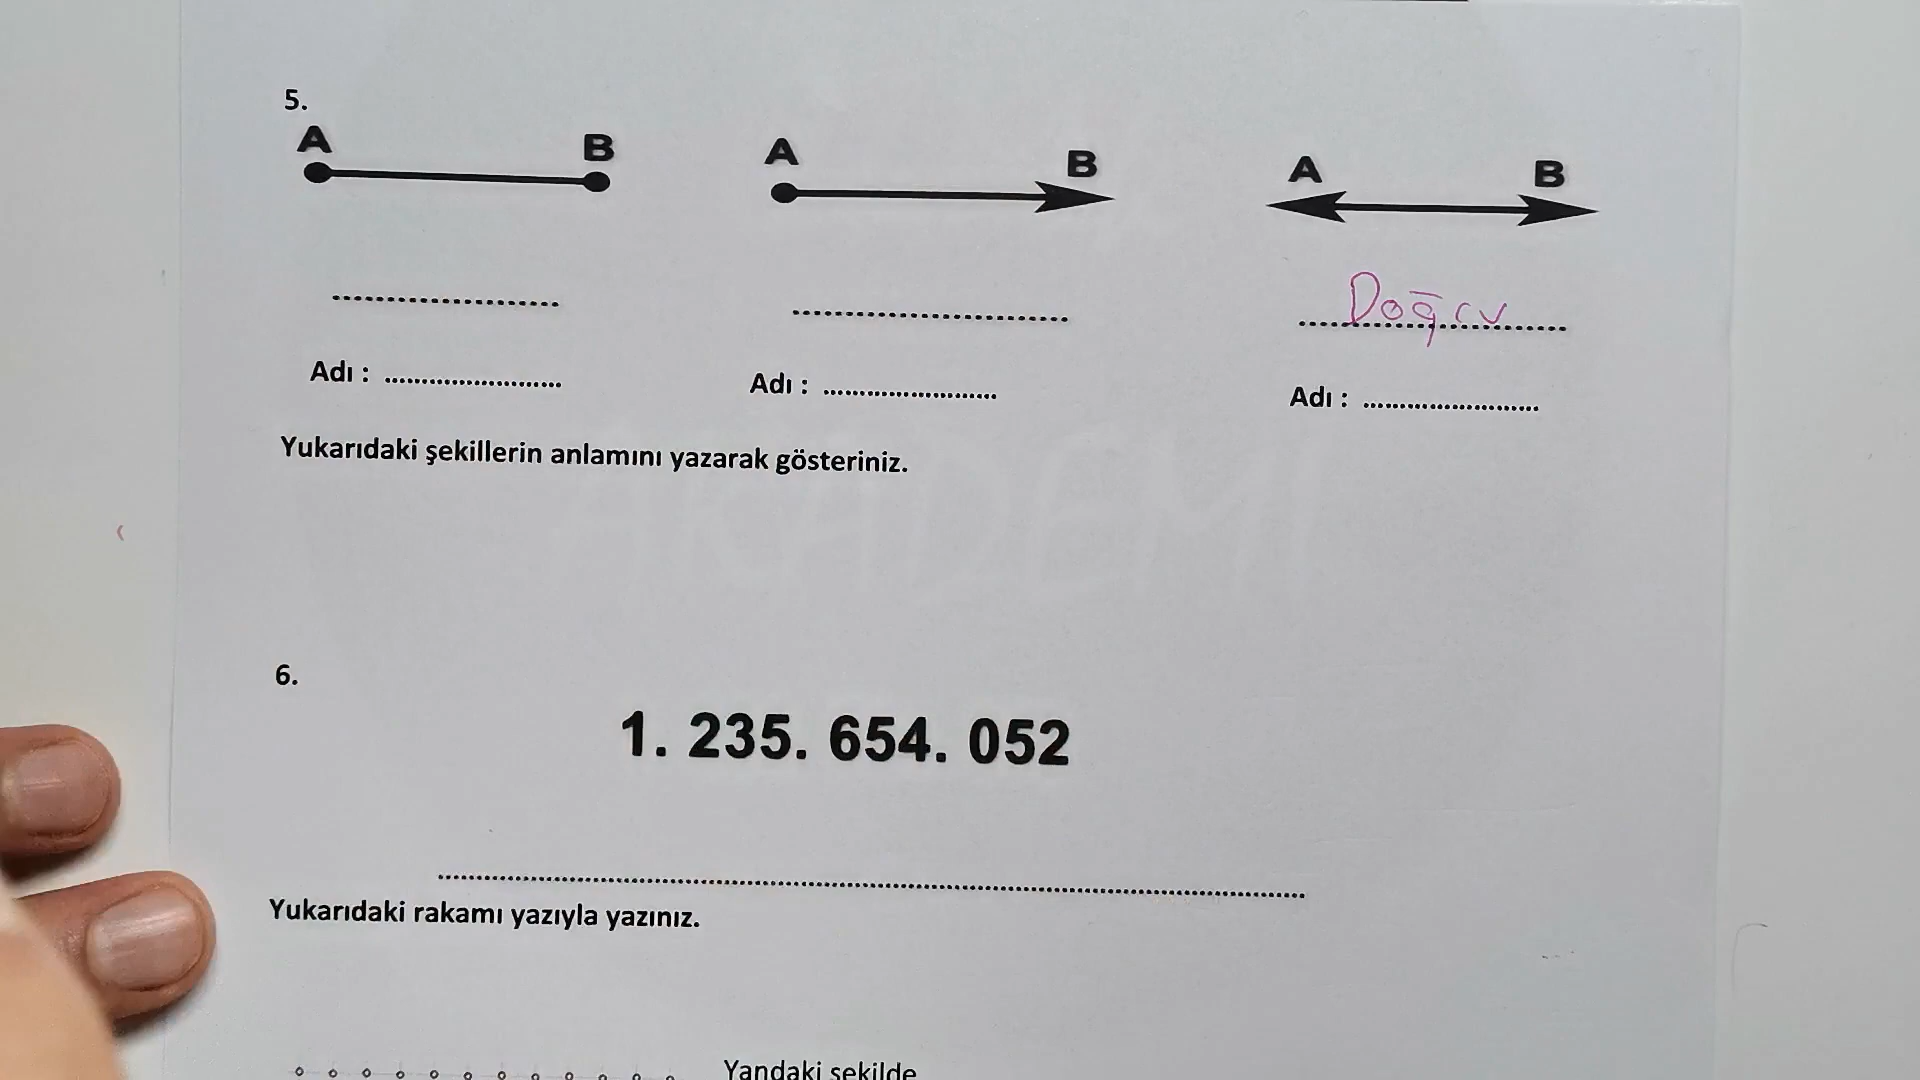 5.
A B A B A B
....................... ........................... Doğru
Adı : ........................ Adı : ........................ Adı : ........................
Yukarıdaki şekillerin anlamını yazarak gösteriniz.
AKADEMİ
6.
1. 235. 654. 052
Yukarıdaki rakamı yazıyla yazınız.
Yandaki şekilde